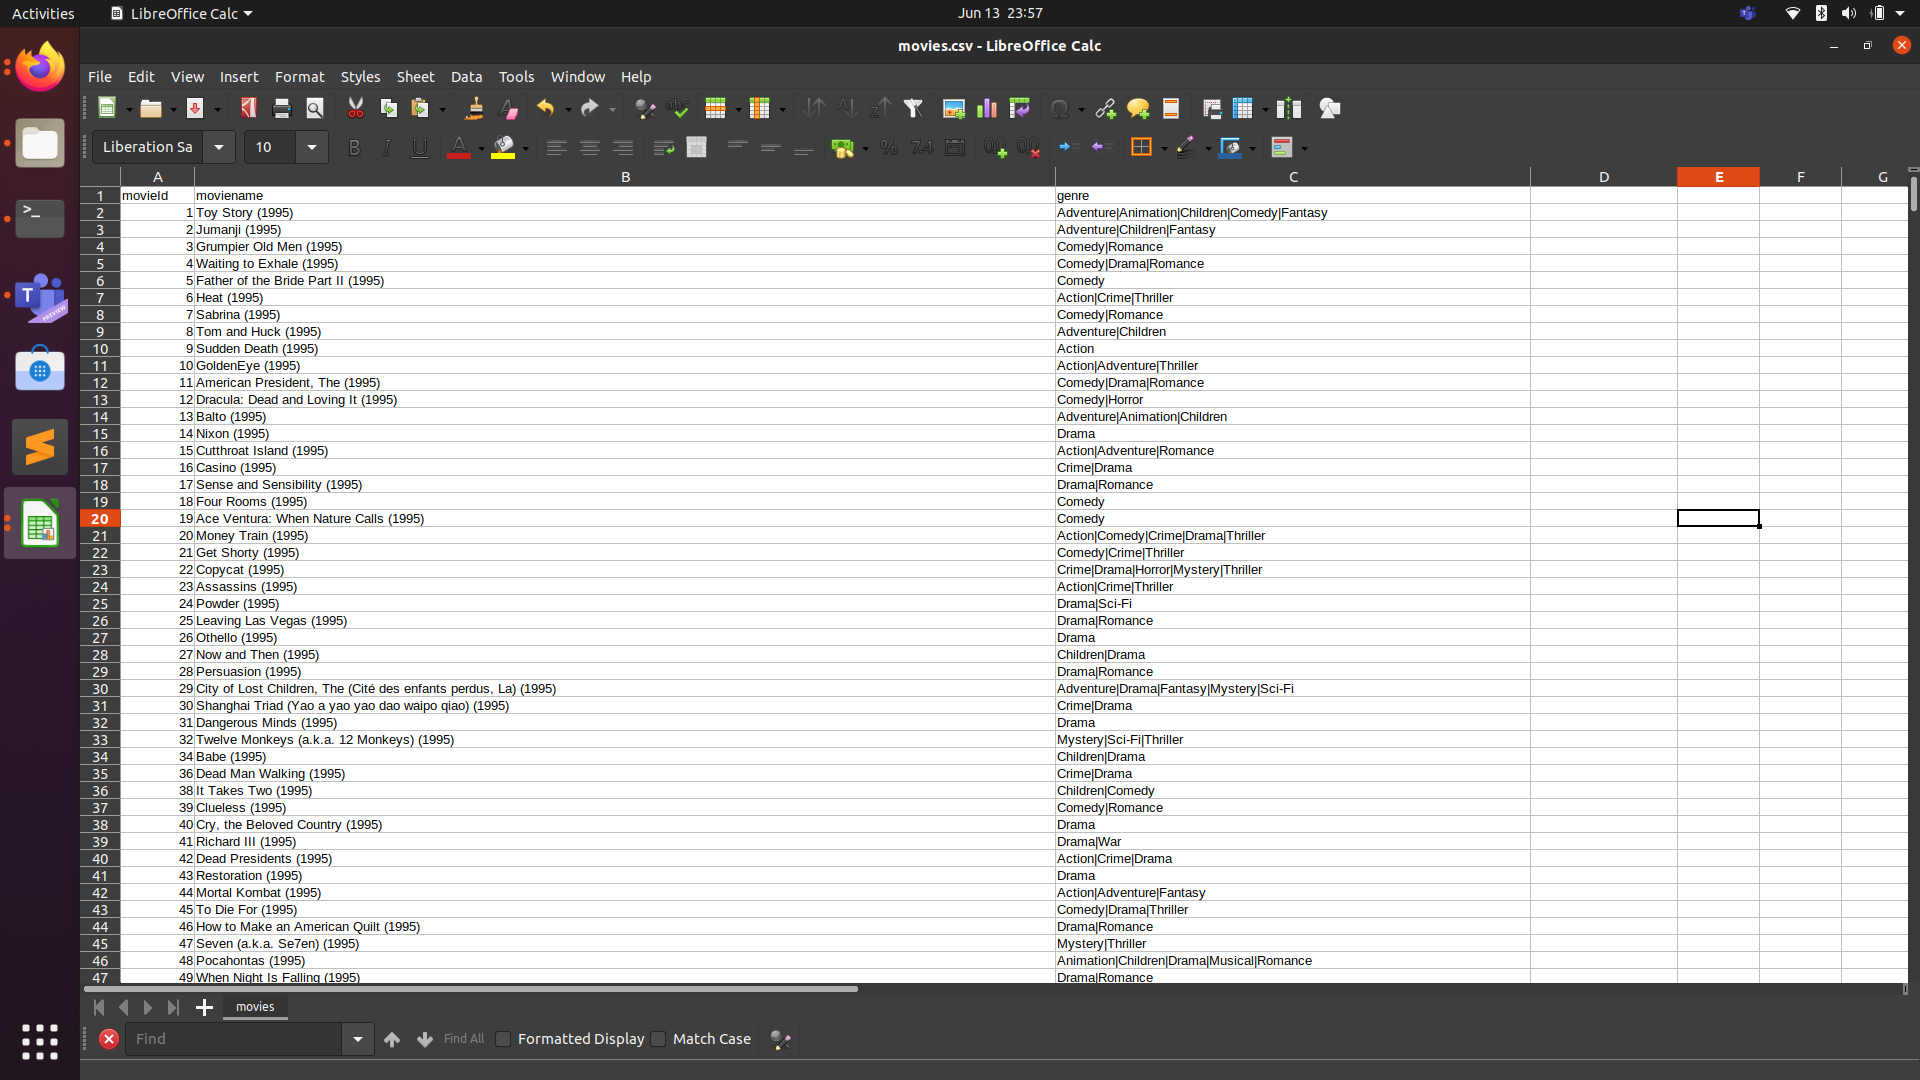 Activities LibreOffice Calc Jun 13 23:57
movies.csv - LibreOffice Calc
File Edit View Insert Format Styles Sheet Data Tools Window Help
Liberation Sa 10
A B C D E F G
1 movieId moviename genre
2 1 Toy Story (1995) Adventure|Animation|Children|Comedy|Fantasy
3 2 Jumanji (1995) Adventure|Children|Fantasy
4 3 Grumpier Old Men (1995) Comedy|Romance
5 4 Waiting to Exhale (1995) Comedy|Drama|Romance
6 5 Father of the Bride Part II (1995) Comedy
7 6 Heat (1995) Action|Crime|Thriller
8 7 Sabrina (1995) Comedy|Romance
9 8 Tom and Huck (1995) Adventure|Children
10 9 Sudden Death (1995) Action
11 10 GoldenEye (1995) Action|Adventure|Thriller
12 11 American President, The (1995) Comedy|Drama|Romance
13 12 Dracula: Dead and Loving It (1995) Comedy|Horror
14 13 Balto (1995) Adventure|Animation|Children
15 14 Nixon (1995) Drama
16 15 Cutthroat Island (1995) Action|Adventure|Romance
17 16 Casino (1995) Crime|Drama
18 17 Sense and Sensibility (1995) Drama|Romance
19 18 Four Rooms (1995) Comedy
20 19 Ace Ventura: When Nature Calls (1995) Comedy
21 20 Money Train (1995) Action|Comedy|Crime|Drama|Thriller
22 21 Get Shorty (1995) Comedy|Crime|Thriller
23 22 Copycat (1995) Crime|Drama|Horror|Mystery|Thriller
24 23 Assassins (1995) Action|Crime|Thriller
25 24 Powder (1995) Drama|Sci-Fi
26 25 Leaving Las Vegas (1995) Drama|Romance
27 26 Othello (1995) Drama
28 27 Now and Then (1995) Children|Drama
29 28 Persuasion (1995) Drama|Romance
30 29 City of Lost Children, The (Cité des enfants perdus, La) (1995) Adventure|Drama|Fantasy|Mystery|Sci-Fi
31 30 Shanghai Triad (Yao a yao yao dao waipo qiao) (1995) Crime|Drama
32 31 Dangerous Minds (1995) Drama
33 32 Twelve Monkeys (a.k.a. 12 Monkeys) (1995) Mystery|Sci-Fi|Thriller
34 34 Babe (1995) Children|Drama
35 36 Dead Man Walking (1995) Crime|Drama
36 38 It Takes Two (1995) Children|Comedy
37 39 Clueless (1995) Comedy|Romance
38 40 Cry, the Beloved Country (1995) Drama
39 41 Richard III (1995) Drama|War
40 42 Dead Presidents (1995) Action|Crime|Drama
41 43 Restoration (1995) Drama
42 44 Mortal Kombat (1995) Action|Adventure|Fantasy
43 45 To Die For (1995) Comedy|Drama|Thriller
44 46 How to Make an American Quilt (1995) Drama|Romance
45 47 Seven (a.k.a. Se7en) (1995) Mystery|Thriller
46 48 Pocahontas (1995) Animation|Children|Drama|Musical|Romance
47 49 When Night Is Falling (1995) Drama|Romance
movies
Find Find All Formatted Display Match Case